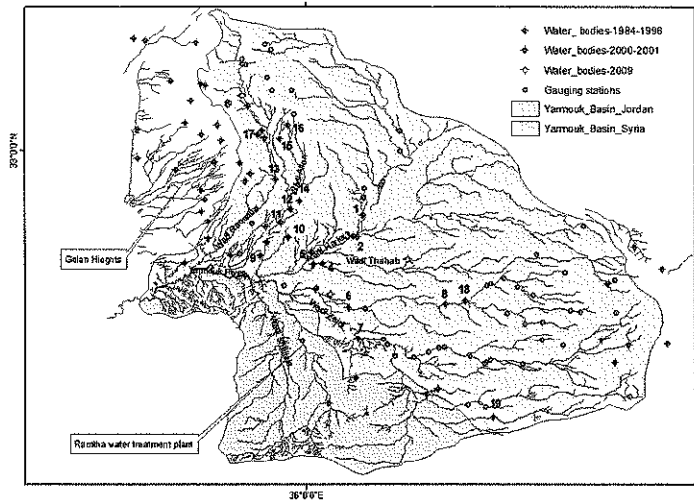 Water_ bodies-1984-1996
Water_bodies-2000-2001
Water_bodies-2009
Gauging stations
Yarmouk_Basin_Jordan
Yarmouk_Basin_Syria
33°0'0"N
17
16
15
13
14
12
11
1
10
9
2
5
4
Wadi Thahab
Golan Hieghts
6
8
18
7
19
Ramtha water treatment plant
36°0'0"E